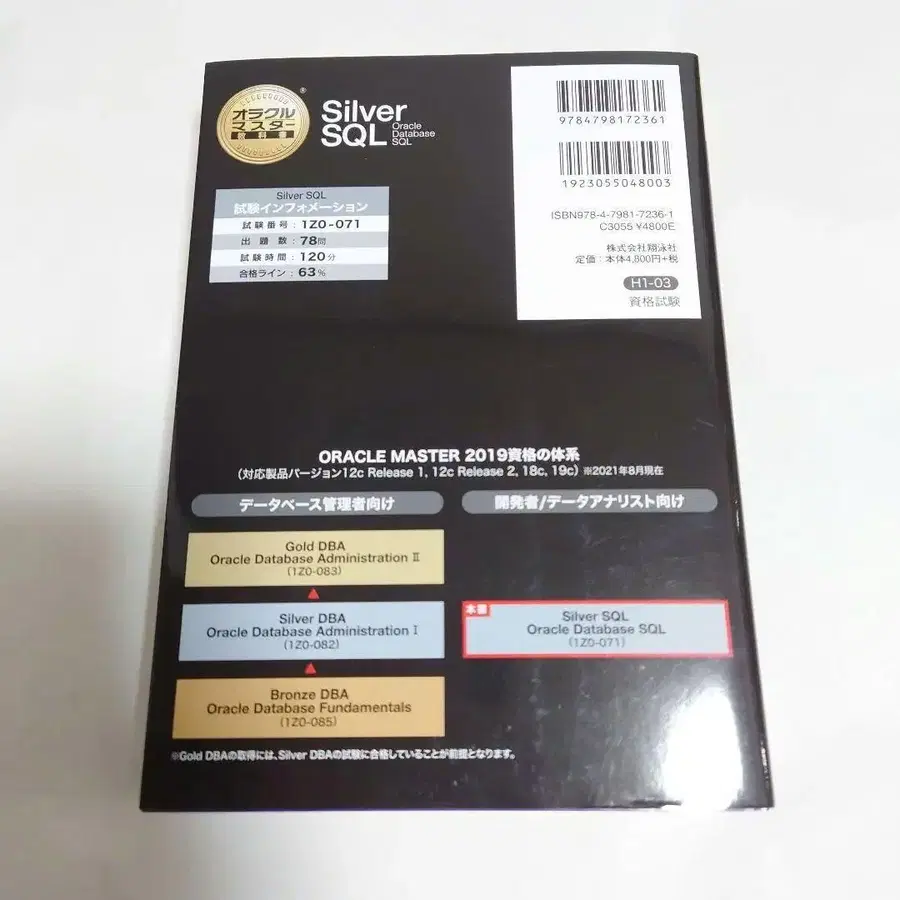 オラクル
マスター
教科書
®
Silver
SQL
Oracle
Database
SQL
9784798172361
1923055048003
ISBN978-4-7981-7236-1
C3055 ¥4800E
株式会社翔泳社
定価：本体4,800円+税
H1-03
資格試験
Silver SQL
試験インフォメーション
試験番号：1Z0-071
出題数：78問
試験時間：120分
合格ライン：63%
ORACLE MASTER 2019資格の体系
（対応製品バージョン12c Release 1, 12c Release 2, 18c, 19c）※2021年8月現在
データベース管理者向け
Gold DBA
Oracle Database Administration Ⅱ
（1Z0-083）
Silver DBA
Oracle Database Administration Ⅰ
（1Z0-082）
Bronze DBA
Oracle Database Fundamentals
（1Z0-085）
開発者/データアナリスト向け
本書
Silver SQL
Oracle Database SQL
（1Z0-071）
※Gold DBAの取得には、Silver DBAの試験に合格していることが前提となります。